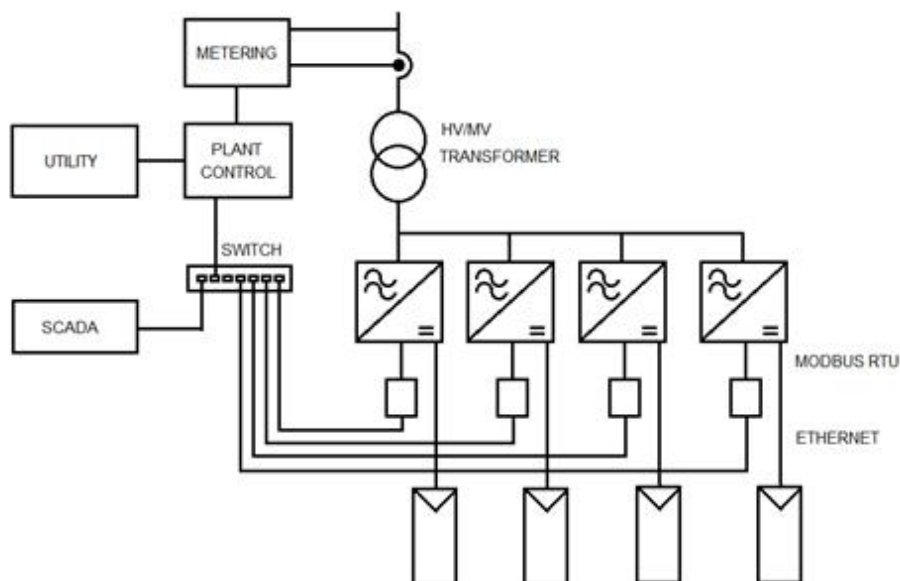 METERING
HV/MV
TRANSFORMER
UTILITY
PLANT
CONTROL
SWITCH
SCADA
MODBUS RTU
ETHERNET